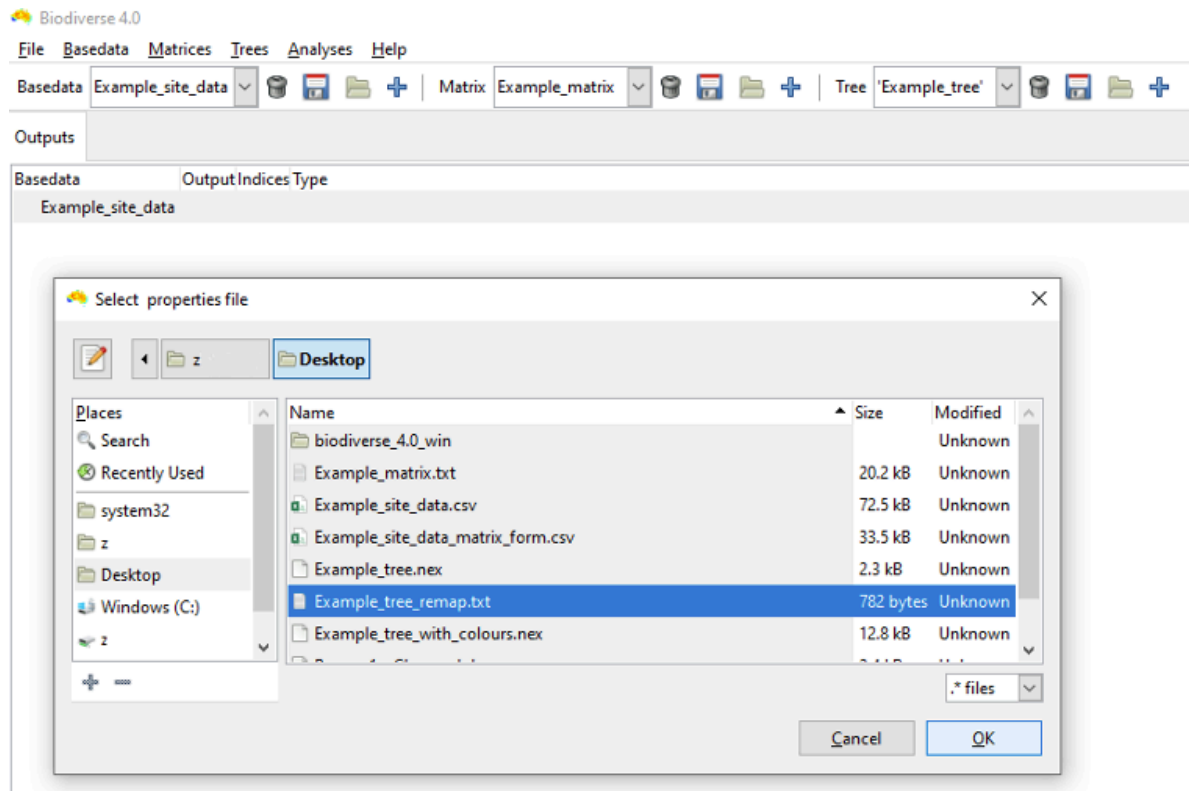 Biodiverse 4.0
File Basedata Matrices Trees Analyses Help
Basedata Example_site_data Matrix Example_matrix Tree 'Example_tree'
Outputs
Basedata Output Indices Type
Example_site_data
Select properties file
z Desktop
Places Name Size Modified
Search biodiverse_4.0_win Unknown
Recently Used Example_matrix.txt 20.2 kB Unknown
system32 Example_site_data.csv 72.5 kB Unknown
z Example_site_data_matrix_form.csv 33.5 kB Unknown
Desktop Example_tree.nex 2.3 kB Unknown
Windows (C:) Example_tree_remap.txt 782 bytes Unknown
z Example_tree_with_colours.nex 12.8 kB Unknown
.* files
Cancel OK